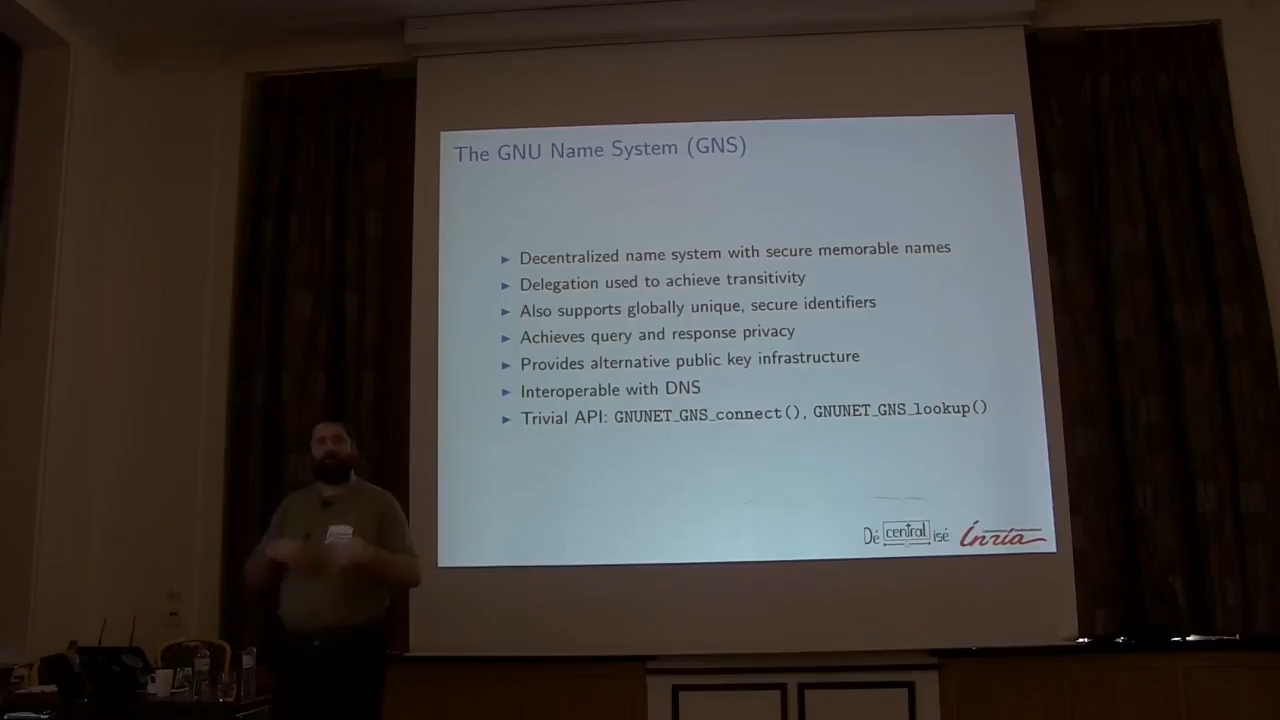 The GNU Name System (GNS)
▶ Decentralized name system with secure memorable names
▶ Delegation used to achieve transitivity
▶ Also supports globally unique, secure identifiers
▶ Achieves query and response privacy
▶ Provides alternative public key infrastructure
▶ Interoperable with DNS
▶ Trivial API: GNUNET_GNS_connect(), GNUNET_GNS_lookup()
Dé central isé Inria